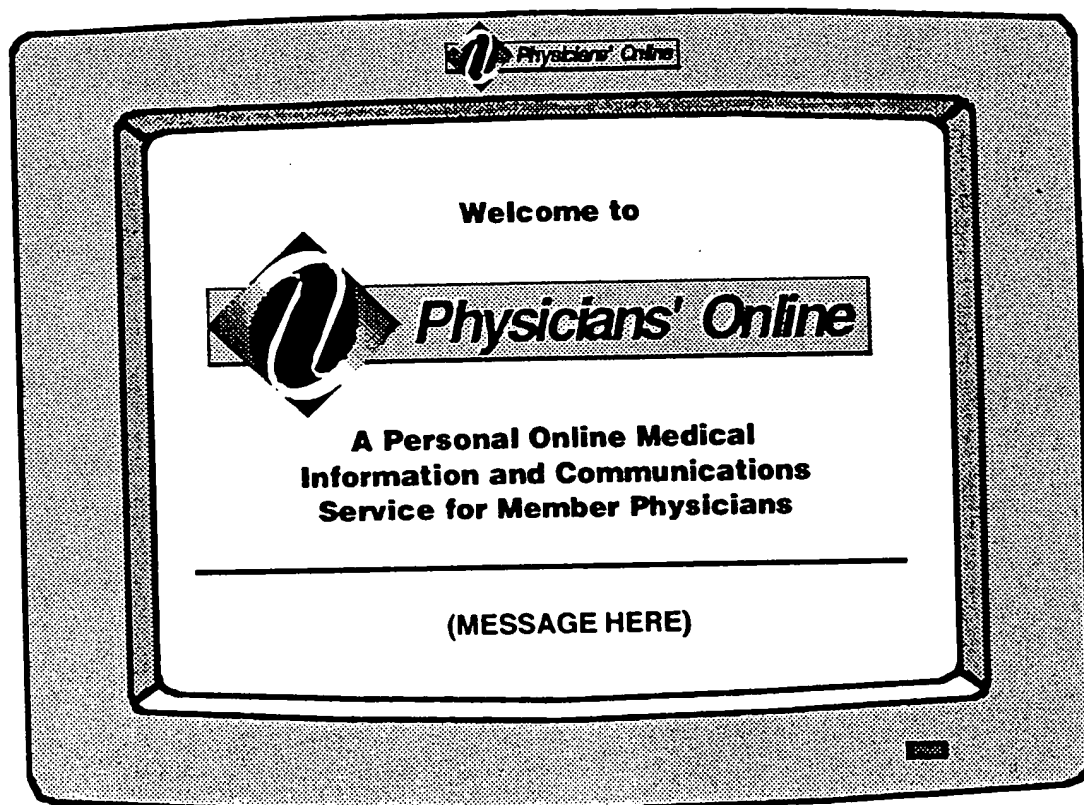 Physicians' Online
Welcome to
Physicians' Online
A Personal Online Medical
Information and Communications
Service for Member Physicians
(MESSAGE HERE)